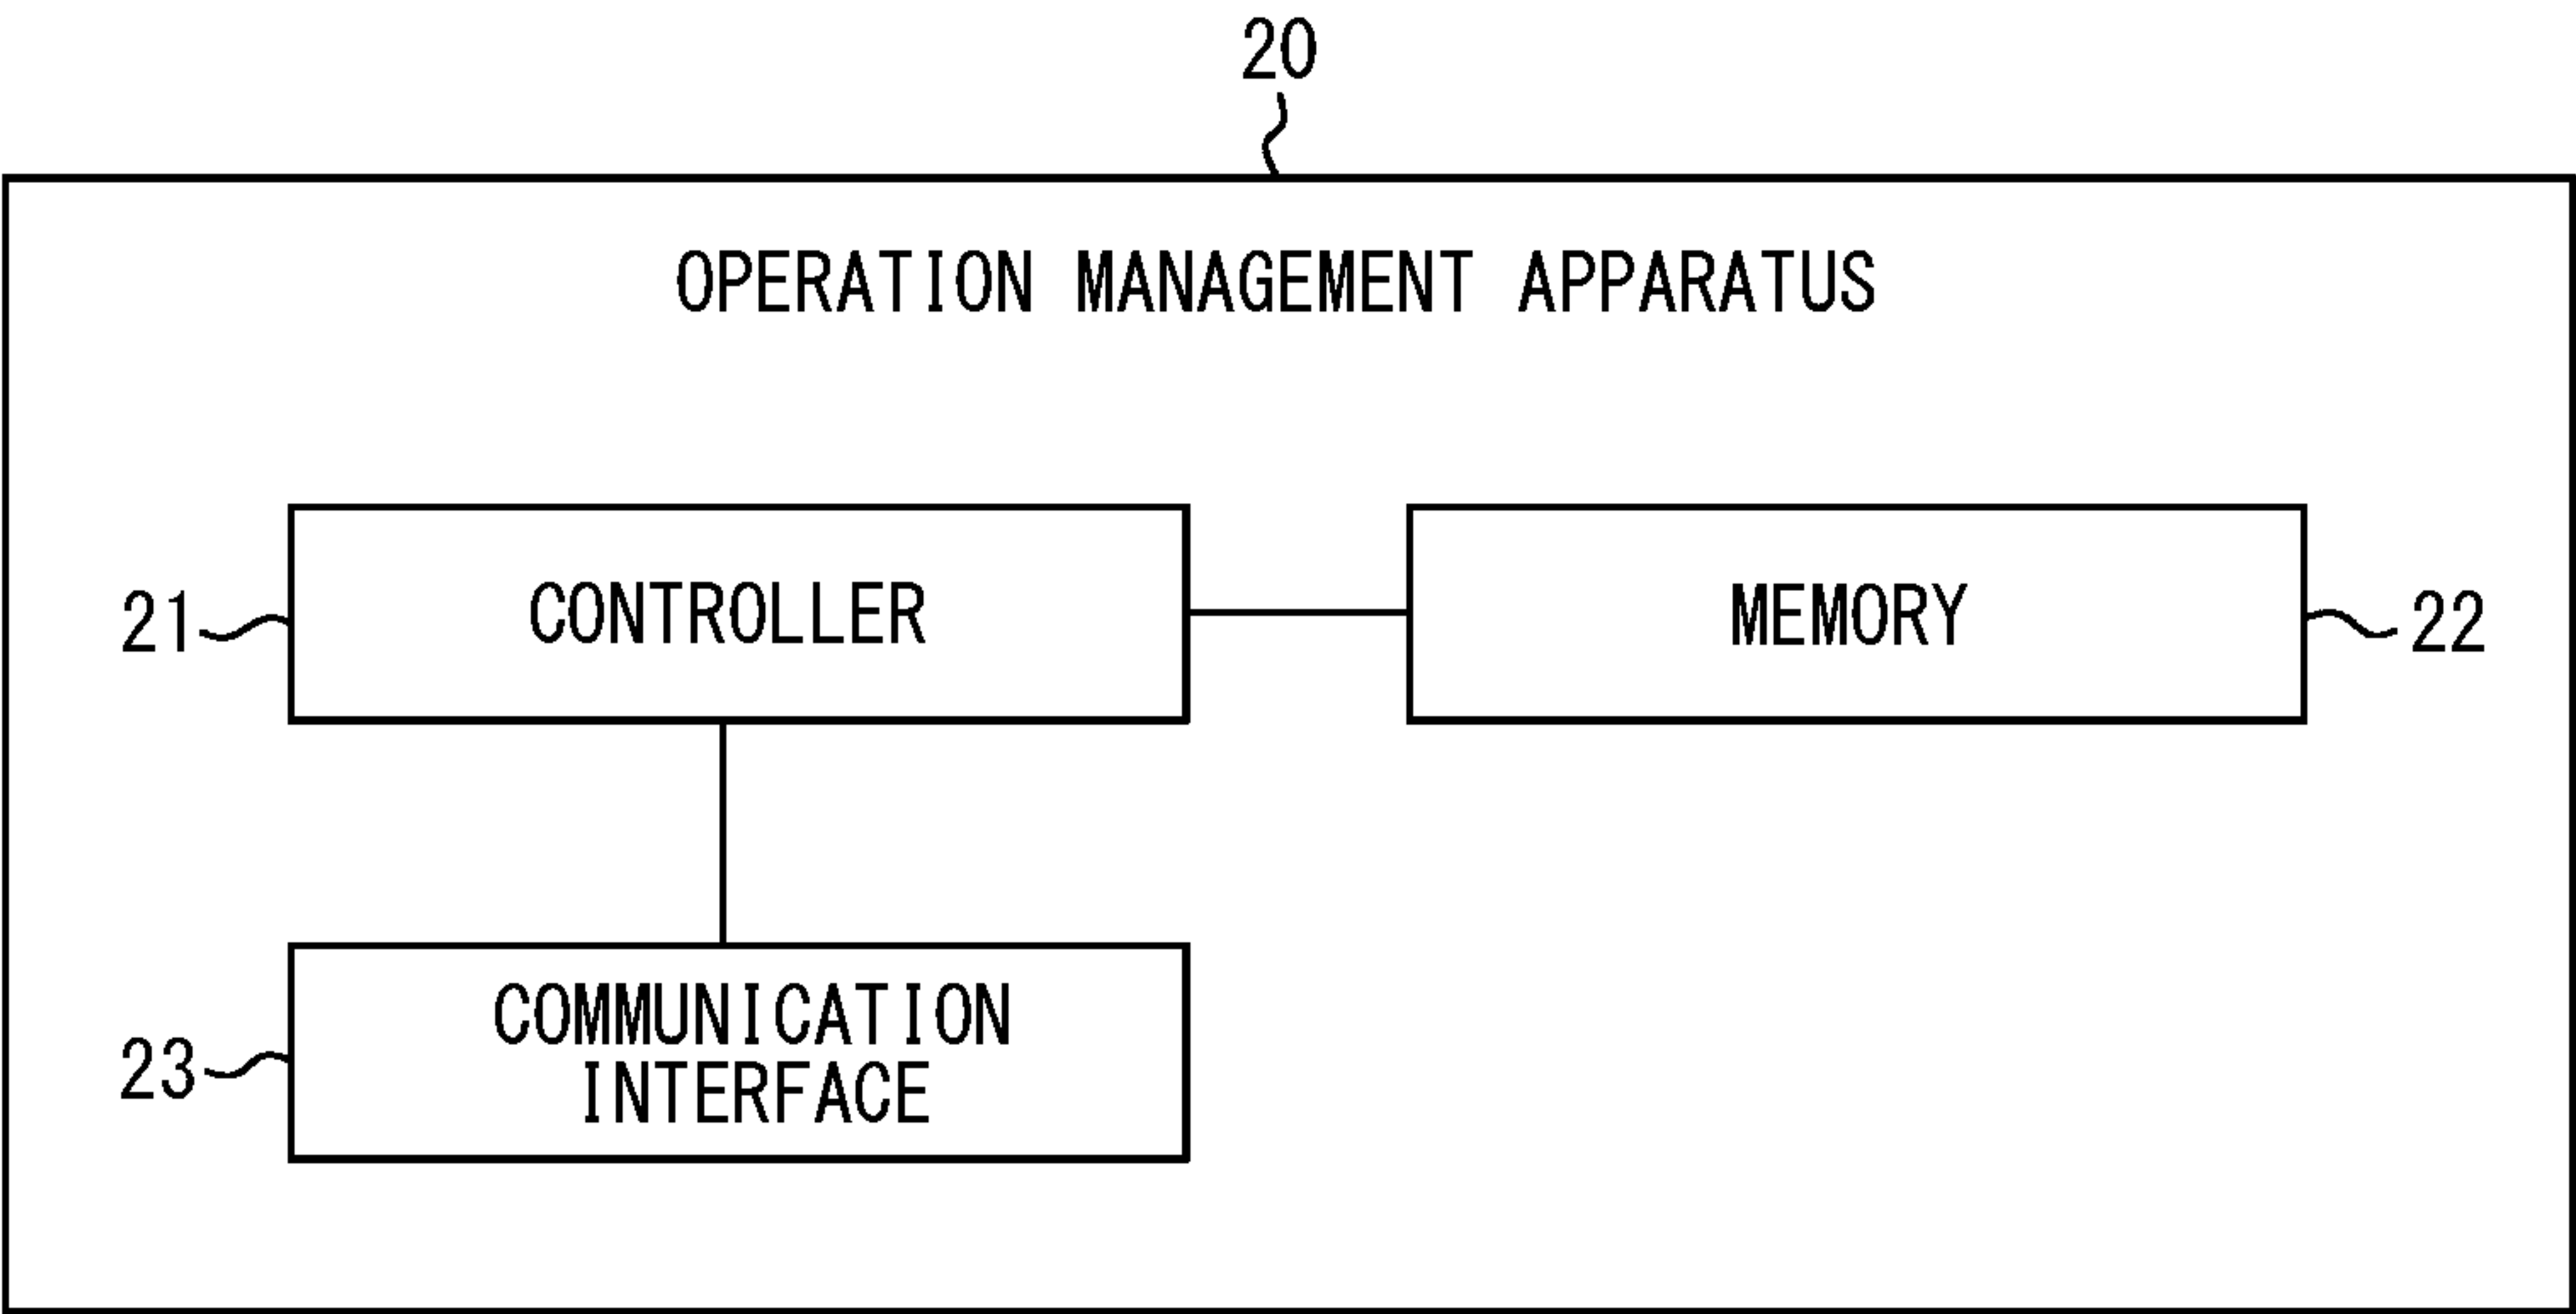 20
OPERATION MANAGEMENT APPARATUS
21
CONTROLLER
MEMORY
22
23
COMMUNICATION
INTERFACE